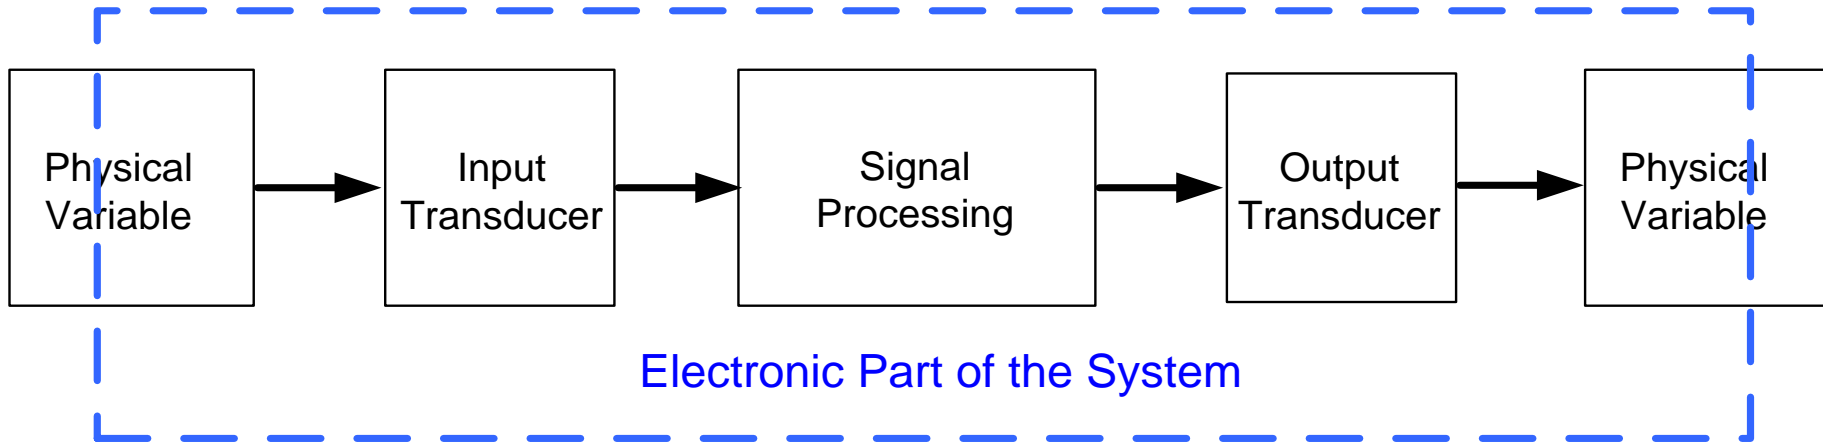 Physical
Variable
Input
Transducer
Signal
Processing
Output
Transducer
Physical
Variable
Electronic Part of the System